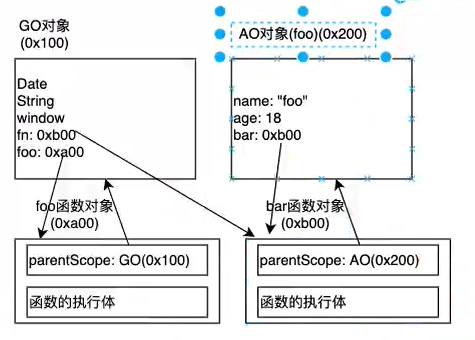 GO对象
(0x100)
AO对象(foo)(0x200)
Date
String
window
fn: 0xb00
foo: 0xa00
name: "foo"
age: 18
bar: 0xb00
foo函数对象
(0xa00)
bar函数对象
(0xb00)
parentScope: GO(0x100)
函数的执行体
parentScope: AO(0x200)
函数的执行体